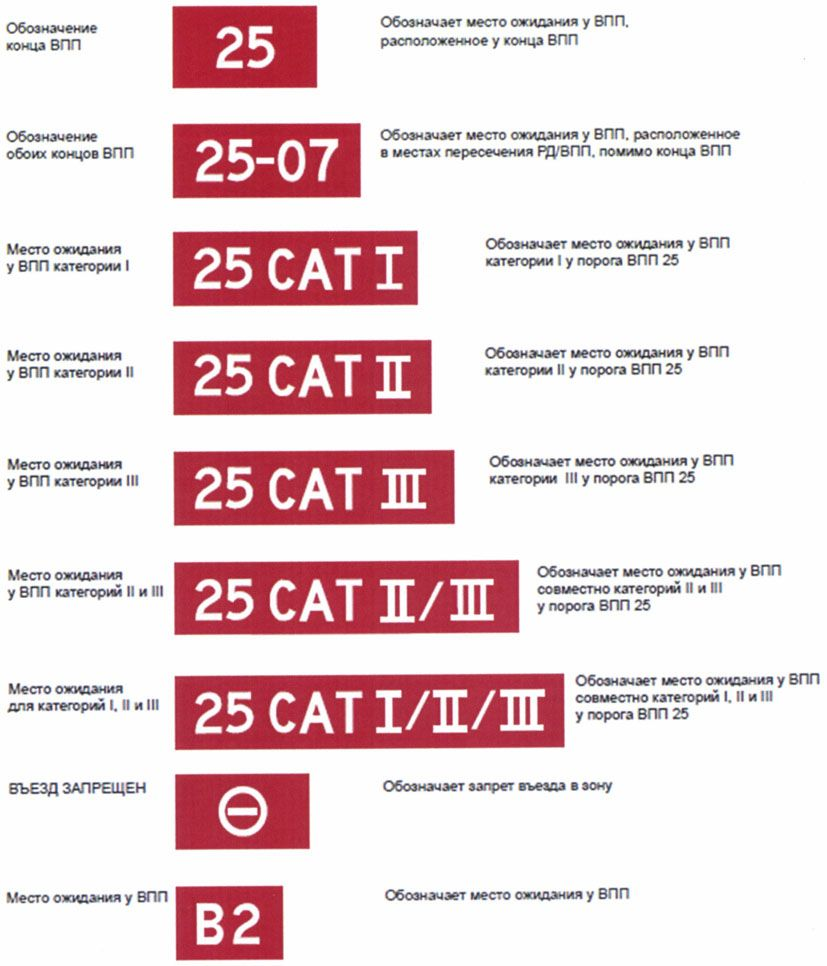 Обозначение
конца ВПП
25
Обозначает место ожидания у ВПП,
расположенное у конца ВПП
Обозначение
обоих концов ВПП
25-07
Обозначает место ожидания у ВПП, расположенное
в местах пересечения РД/ВПП, помимо конца ВПП
Место ожидания
у ВПП категории I
25 CAT I
Обозначает место ожидания у ВПП
категории I у порога ВПП 25
Место ожидания
у ВПП категории II
25 CAT II
Обозначает место ожидания у ВПП
категории II у порога ВПП 25
Место ожидания
у ВПП категории III
25 CAT III
Обозначает место ожидания у ВПП
категории III у порога ВПП 25
Место ожидания
у ВПП категорий II и III
25 CAT II/III
Обозначает место ожидания у ВПП
совместно категорий II и III
у порога ВПП 25
Место ожидания
для категорий I, II и III
25 CAT I/II/III
Обозначает место ожидания у ВПП
совместно категорий I, II и III
у порога ВПП 25
ВЪЕЗД ЗАПРЕЩЕН
Обозначает запрет въезда в зону
Место ожидания у ВПП
B2
Обозначает место ожидания у ВПП